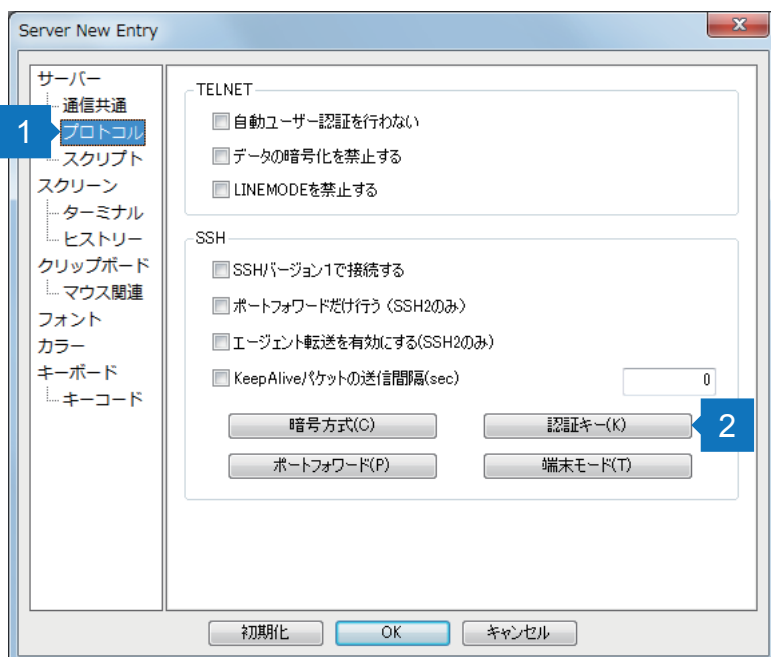 Server New Entry
サーバー
通信共通
1
プロトコル
スクリプト
スクリーン
ターミナル
ヒストリー
クリップボード
マウス関連
フォント
カラー
キーボード
キーコード
TELNET
自動ユーザー認証を行わない
データの暗号化を禁止する
LINEMODEを禁止する
SSH
SSHバージョン1で接続する
ポートフォワードだけ行う（SSH2のみ）
エージェント転送を有効にする(SSH2のみ)
KeepAliveパケットの送信間隔(sec) 0
暗号方式(C) 認証キー(K) 2
ポートフォワード(P) 端末モード(T)
初期化 OK キャンセル